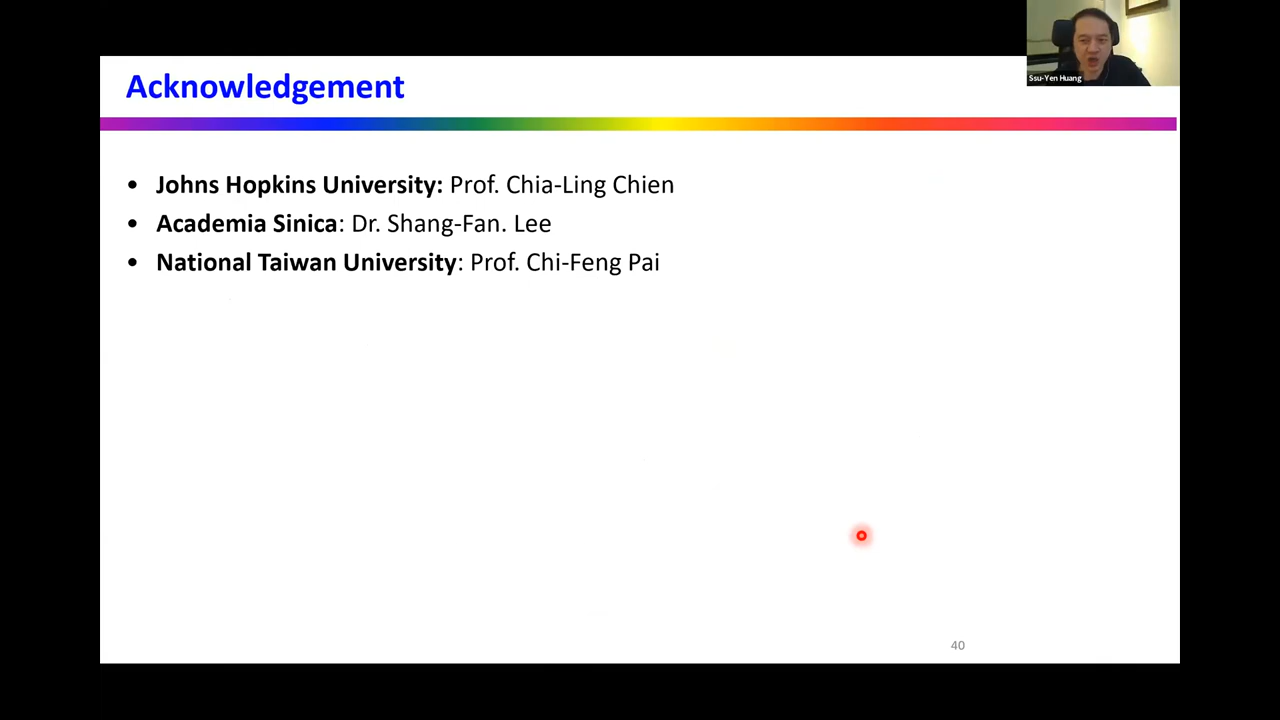 Acknowledgement
Ssu-Yen Huang
• Johns Hopkins University: Prof. Chia-Ling Chien
• Academia Sinica: Dr. Shang-Fan. Lee
• National Taiwan University: Prof. Chi-Feng Pai
40